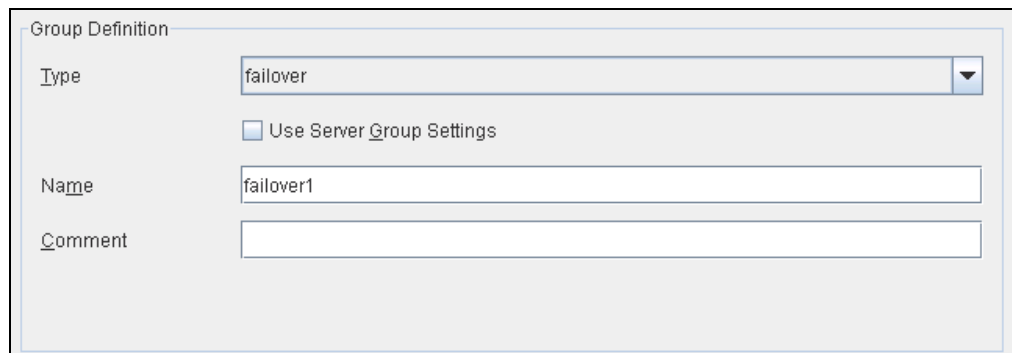 Group Definition
Type failover
Use Server Group Settings
Name failover1
Comment